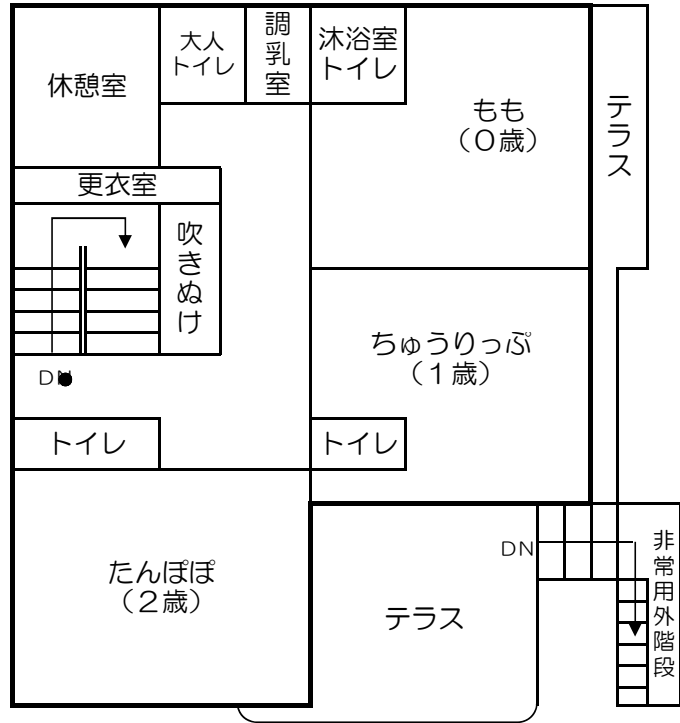 休憩室
大人
トイレ
調乳室
沐浴室
トイレ
もも
（０歳）
テラス
更衣室
吹きぬけ
ちゅうりっぷ
（１歳）
トイレ
トイレ
たんぽぽ
（２歳）
テラス
DN
非常用外階段